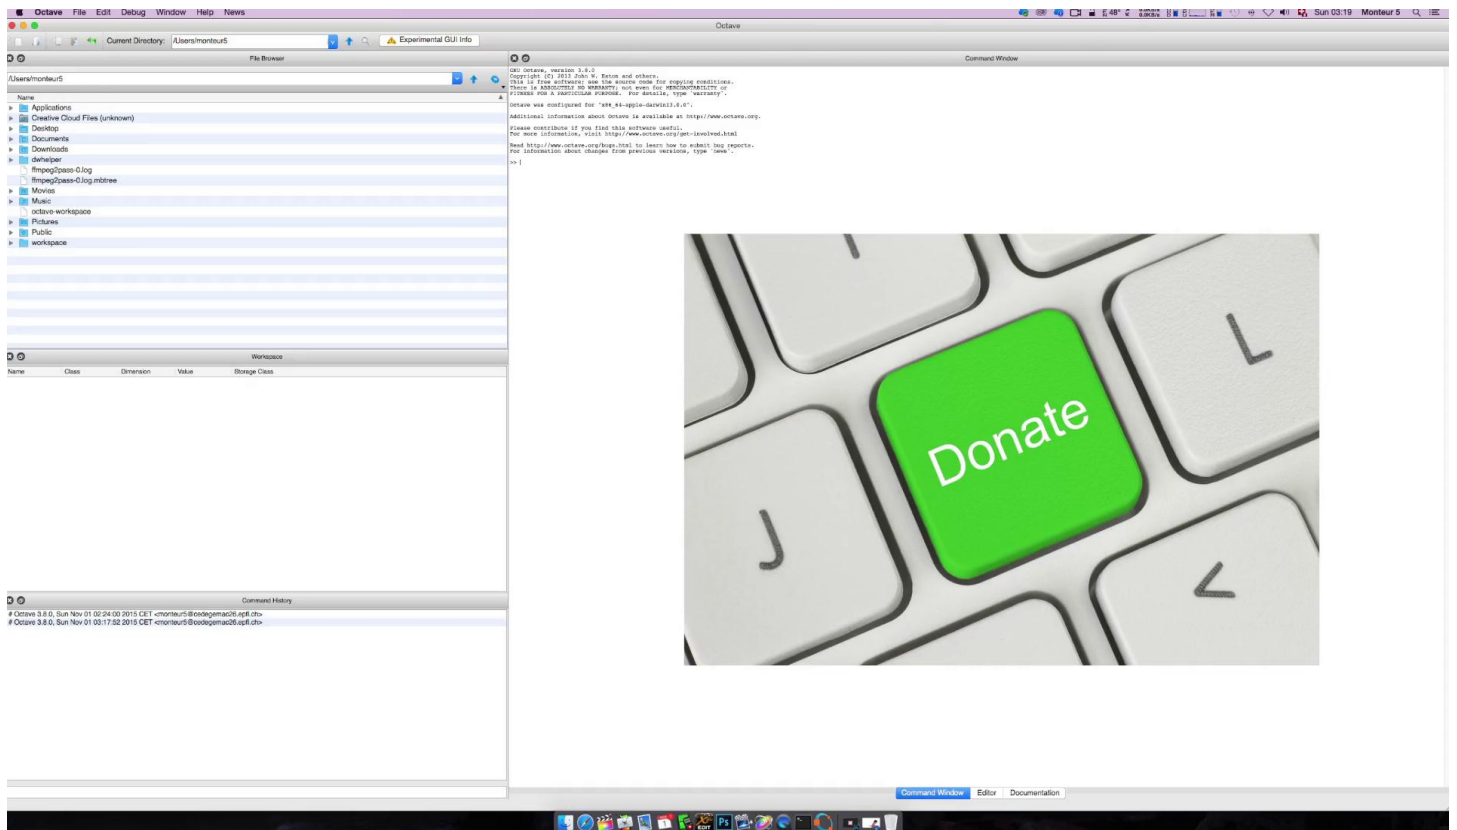 Octave File Edit Debug Window Help News
48° Sun 03:19 Monteur 5
Octave
Current Directory: /Users/monteur5 Experimental GUI Info
File Browser
/Users/monteur5
Name
Applications
Creative Cloud Files (unknown)
Desktop
Documents
Downloads
dwhelper
ffmpeg2pass-0.log
ffmpeg2pass-0.log.mbtree
Movies
Music
octave-workspace
Pictures
Public
workspace
Workspace
Name Class Dimension Value Storage Class
Command History
# Octave 3.8.0, Sun Nov 01 02:24:00 2015 CET <monteur5@cedegemac26.epfl.ch>
# Octave 3.8.0, Sun Nov 01 03:17:52 2015 CET <monteur5@cedegemac26.epfl.ch>
Command Window
GNU Octave, version 3.8.0
Copyright (C) 2013 John W. Eaton and others.
This is free software; see the source code for copying conditions.
There is ABSOLUTELY NO WARRANTY; not even for MERCHANTABILITY or
FITNESS FOR A PARTICULAR PURPOSE. For details, type 'warranty'.
Octave was configured for "x86_64-apple-darwin13.0.0".
Additional information about Octave is available at http://www.octave.org.
Please contribute if you find this software useful.
For more information, visit http://www.octave.org/get-involved.html
Read http://www.octave.org/bugs.html to learn how to submit bug reports.
For information about changes from previous versions, type 'news'.
>>
L
Donate
J
<
Command Window Editor Documentation
Ps